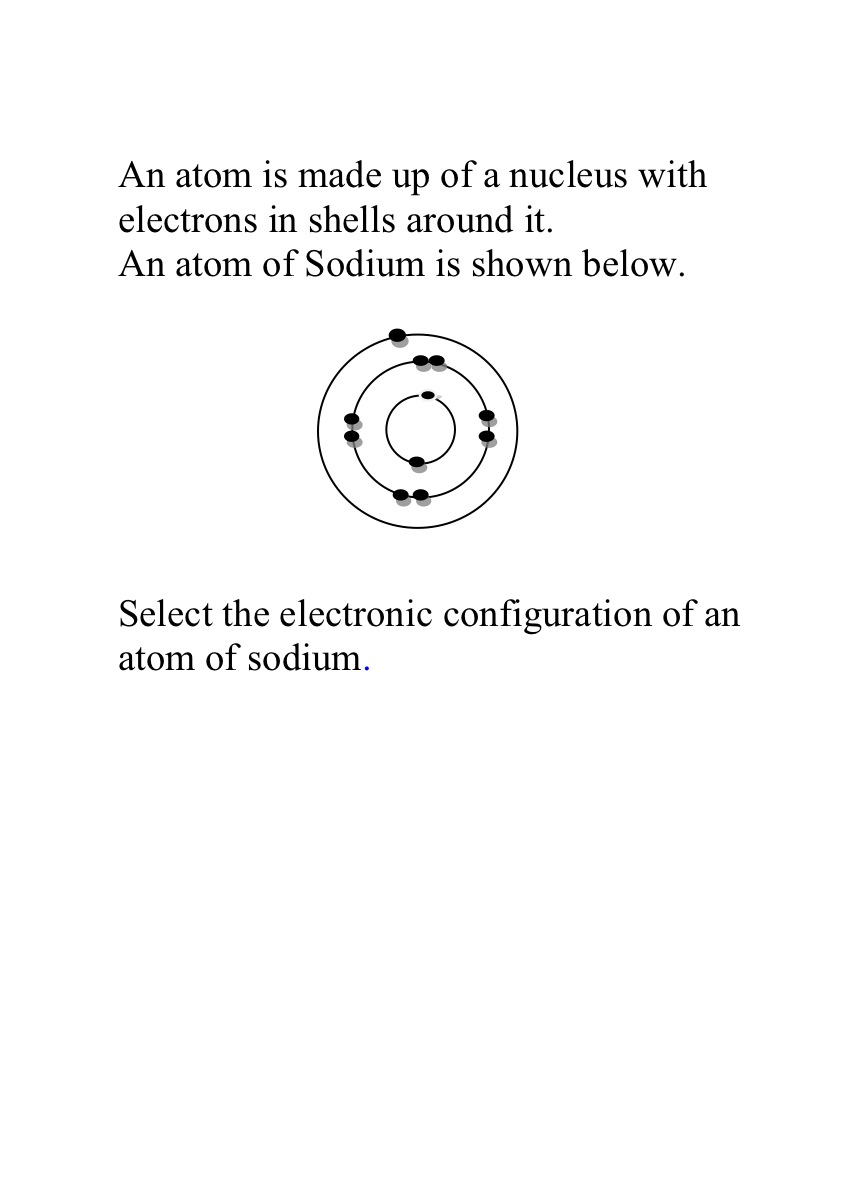 An atom is made up of a nucleus with
electrons in shells around it.
An atom of Sodium is shown below.
Select the electronic configuration of an
atom of sodium.